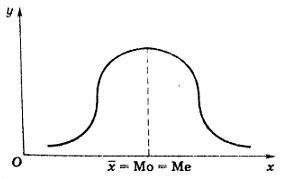 y
O
x̄ = Mo = Me
x